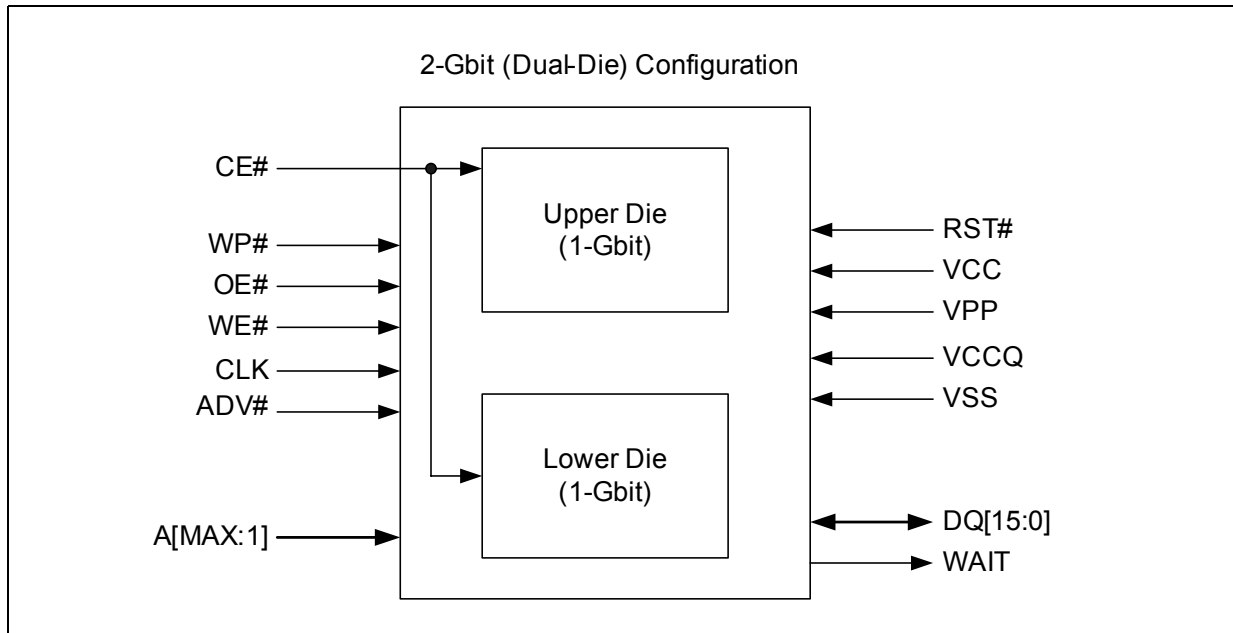 2-Gbit (Dual-Die) Configuration
CE#
Upper Die
(1-Gbit)
WP#
OE#
WE#
CLK
ADV#
A[MAX:1]
Lower Die
(1-Gbit)
RST#
VCC
VPP
VCCQ
VSS
DQ[15:0]
WAIT